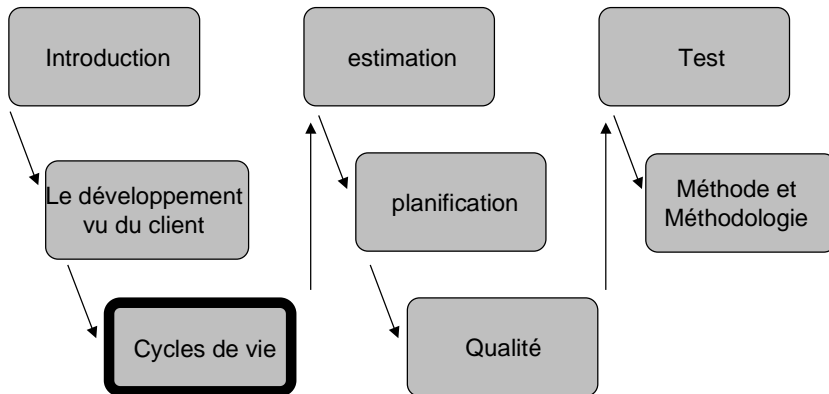 Introduction
Le développement
vu du client
Cycles de vie
estimation
planification
Qualité
Test
Méthode et
Méthodologie